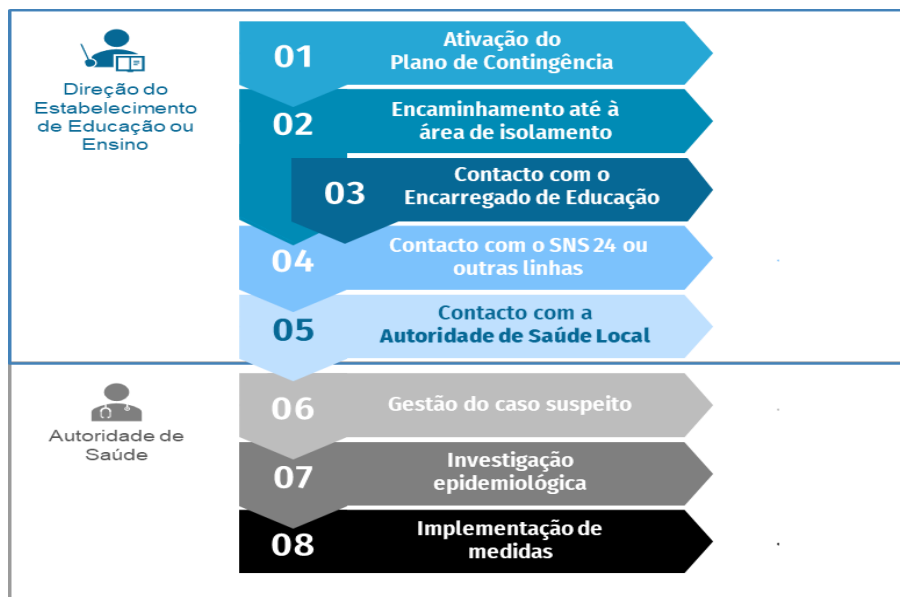 Direção do
Estabelecimento
de Educação ou
Ensino
01
Ativação do
Plano de Contingência
02
Encaminhamento até à
área de isolamento
03
Contacto com o
Encarregado de Educação
04
Contacto com o SNS 24 ou
outras linhas
05
Contacto com a
Autoridade de Saúde Local
Autoridade de
Saúde
06
Gestão do caso suspeito
07
Investigação
epidemiológica
08
Implementação de
medidas